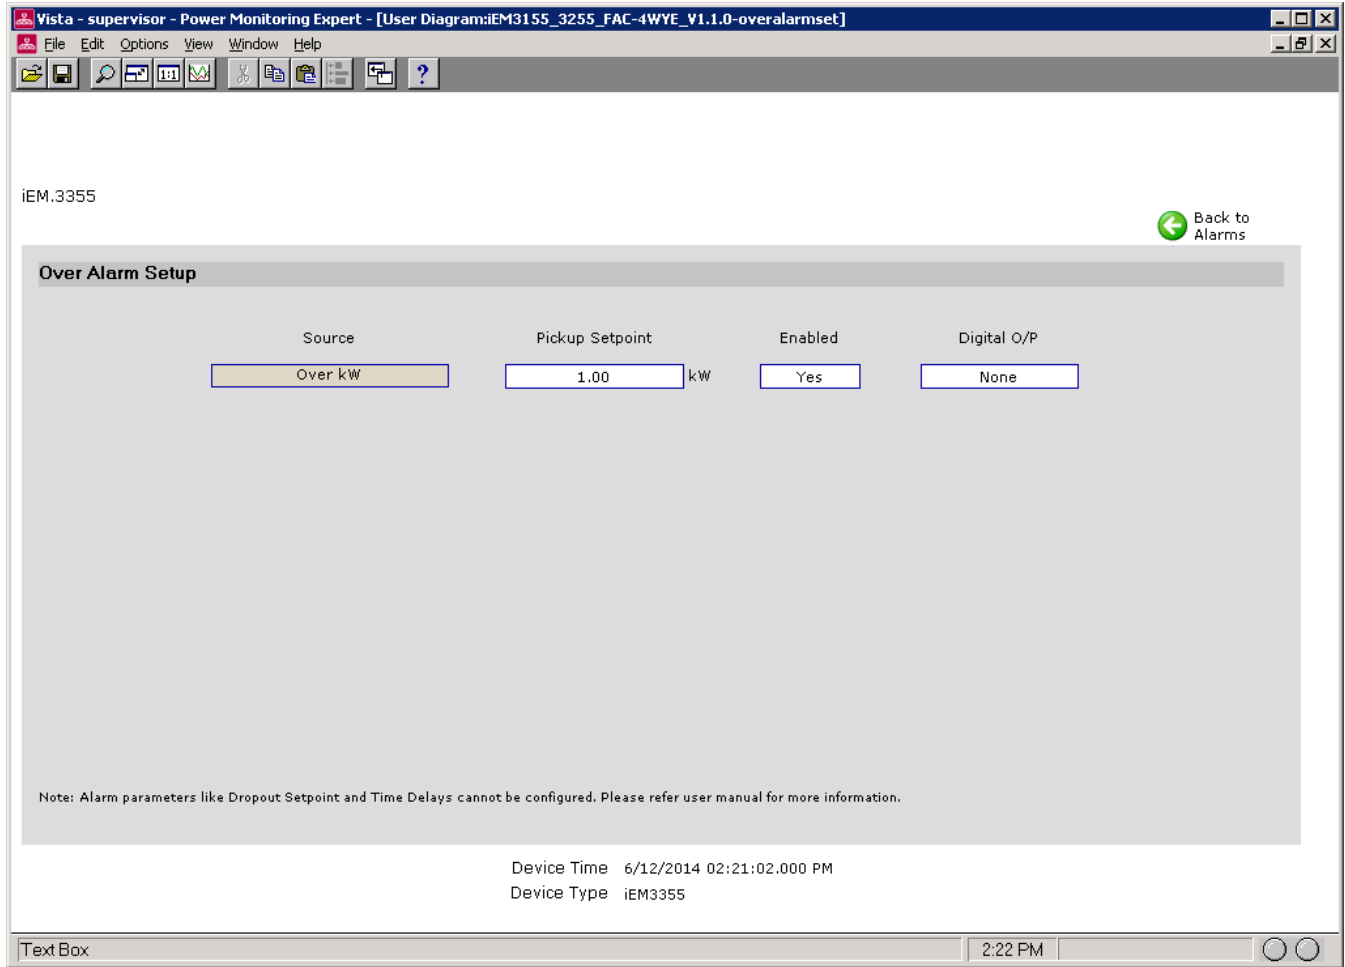 Vista - supervisor - Power Monitoring Expert - [User Diagram:iEM3155_3255_FAC-4WYE_V1.1.0-overalarmset]
File Edit Options View Window Help
1:1 ?
iEM.3355
Back to
Alarms
Over Alarm Setup
Source Pickup Setpoint Enabled Digital O/P
Over kW 1.00 kW Yes None
Note: Alarm parameters like Dropout Setpoint and Time Delays cannot be configured. Please refer user manual for more information.
Device Time 6/12/2014 02:21:02.000 PM
Device Type iEM3355
Text Box 2:22 PM